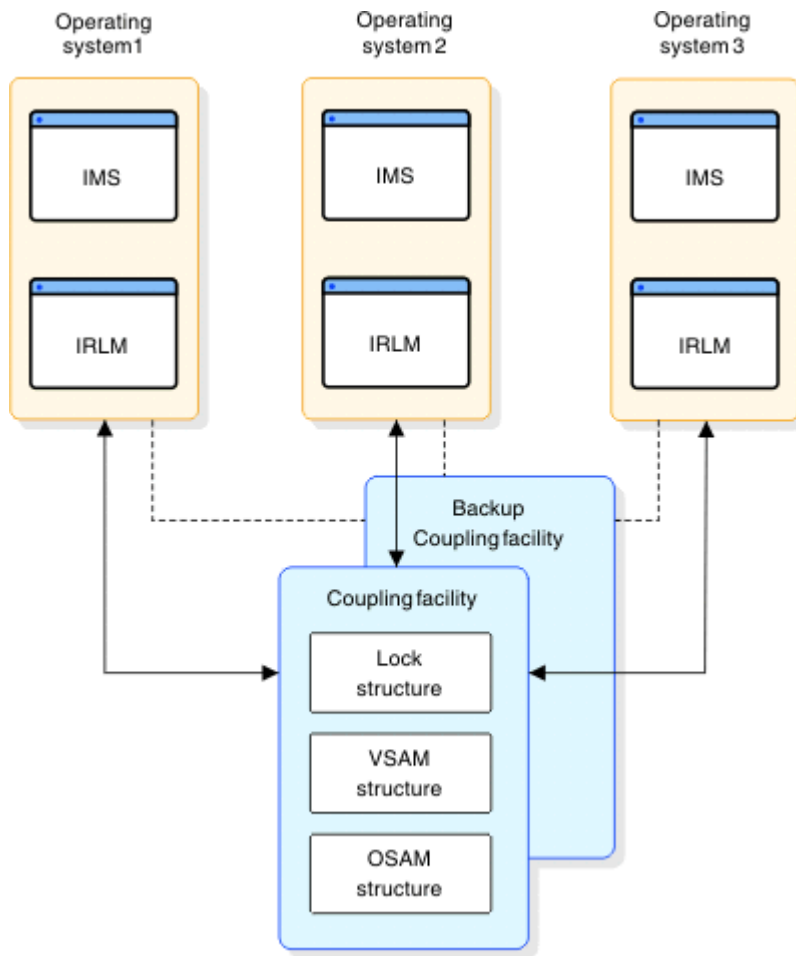 Operating
system1
Operating
system 2
Operating
system 3
IMS
IMS
IMS
IRLM
IRLM
IRLM
Backup
Coupling facility
Coupling facility
Lock
structure
VSAM
structure
OSAM
structure